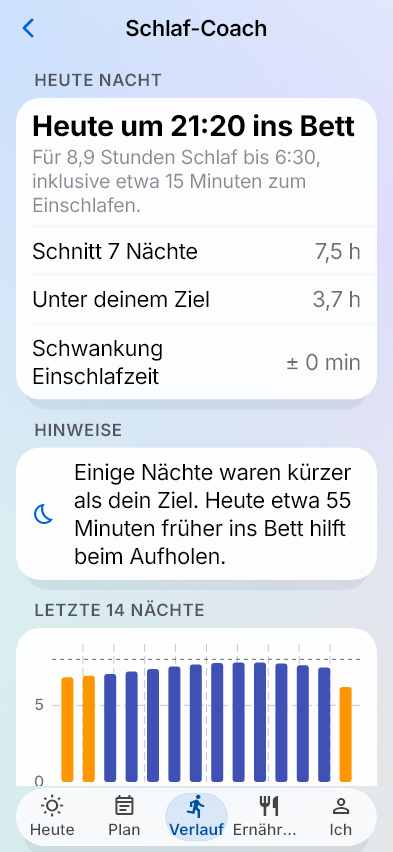 Schlaf-Coach
HEUTE NACHT
Heute um 21:20 ins Bett
Für 8,9 Stunden Schlaf bis 6:30,
inklusive etwa 15 Minuten zum
Einschlafen.
Schnitt 7 Nächte 7,5 h
Unter deinem Ziel 3,7 h
Schwankung
Einschlafzeit ± 0 min
HINWEISE
Einige Nächte waren kürzer
als dein Ziel. Heute etwa 55
Minuten früher ins Bett hilft
beim Aufholen.
LETZTE 14 NÄCHTE
5
0
Heute Plan Verlauf Ernähr... Ich